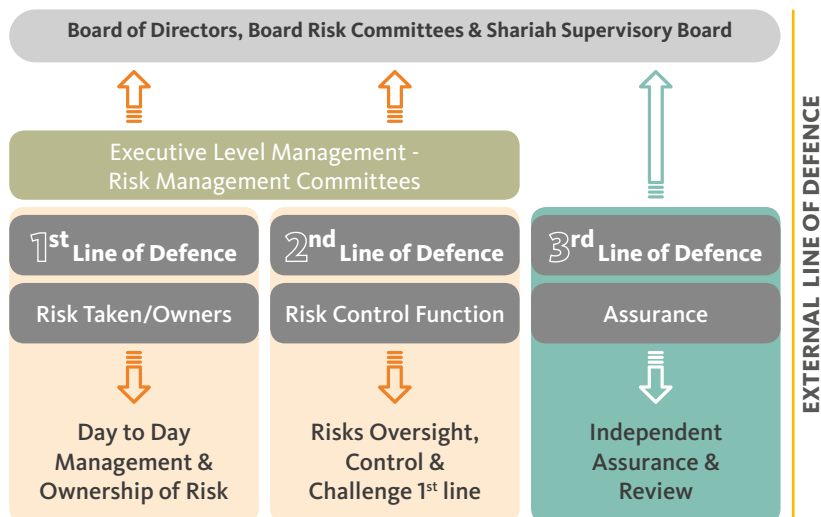 Board of Directors, Board Risk Committees & Shariah Supervisory Board
Executive Level Management -
Risk Management Committees
1st Line of Defence
Risk Taken/Owners
Day to Day
Management &
Ownership of Risk
2nd Line of Defence
Risk Control Function
Risks Oversight,
Control &
Challenge 1st line
3rd Line of Defence
Assurance
Independent
Assurance &
Review
EXTERNAL LINE OF DEFENCE